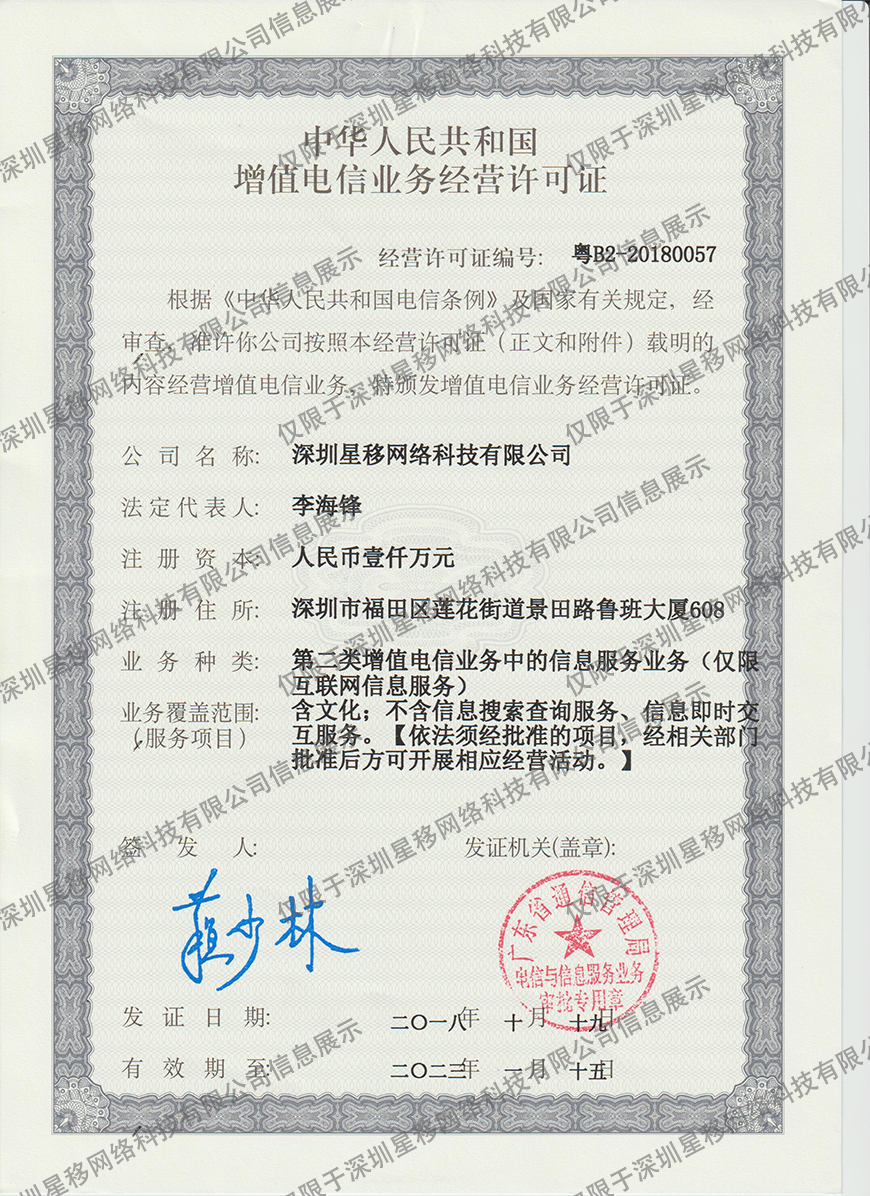 中华人民共和国
增值电信业务经营许可证
经营许可证编号: 粤B2-20180057
根据《中华人民共和国电信条例》及国家有关规定，经
审查，准许你公司按照本经营许可证（正文和附件）载明的
内容经营增值电信业务，特颁发增值电信业务经营许可证。
公司名称: 深圳星移网络科技有限公司
法定代表人: 李海锋
注册资本: 人民币壹仟万元
注册住所: 深圳市福田区莲花街道景田路鲁班大厦608
业务种类: 第二类增值电信业务中的信息服务业务（仅限
互联网信息服务）
业务覆盖范围: 含文化；不含信息搜索查询服务、信息即时交
（服务项目） 互服务。【依法须经批准的项目，经相关部门
批准后方可开展相应经营活动。】
签发人: 发证机关(盖章):
广东省通信管理局
电信与信息服务业务
审批专用章
发证日期: 二〇一八年 十月 十九日
有效期至: 二〇二三年 一月 十五日
仅限于深圳星移网络科技有限公司信息展示